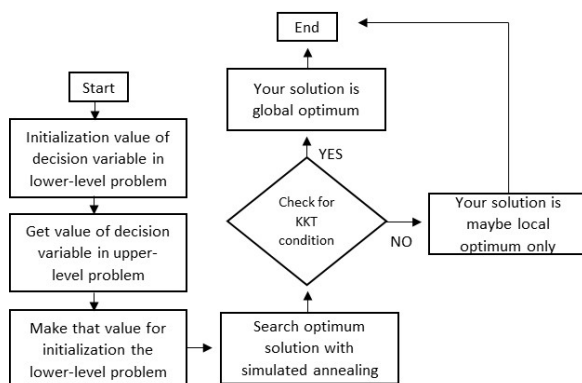 Start
Initialization value of
decision variable in
lower-level problem
Get value of decision
variable in upper-
level problem
Make that value for
initialization the
lower-level problem
Search optimum
solution with
simulated annealing
Check for
KKT
condition
YES
Your solution is
global optimum
End
NO
Your solution is
maybe local
optimum only